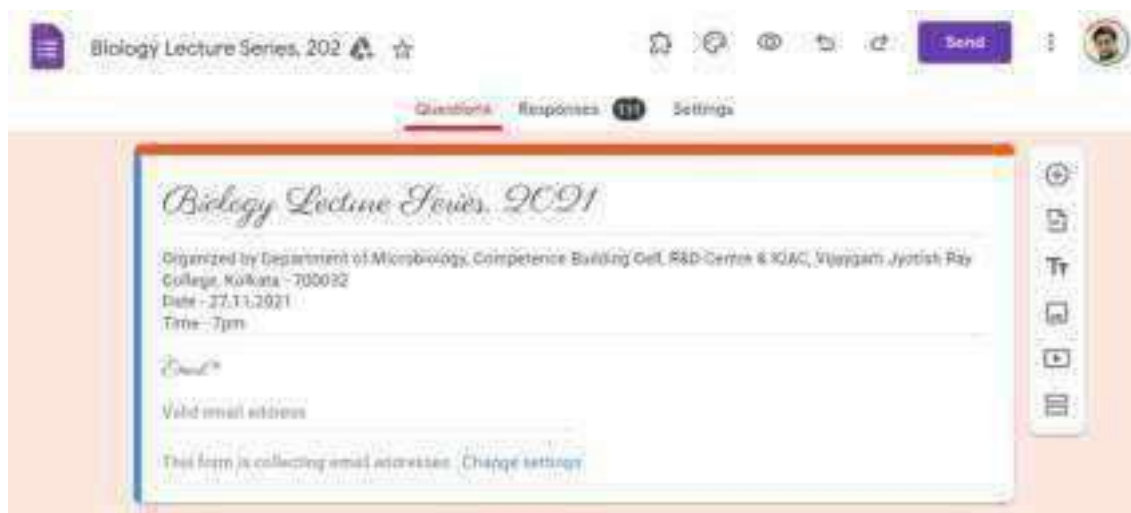 Biology Lecture Series, 202
Send
Questions Responses 111 Settings
Biology Lecture Series, 2021
Organized by Department of Microbiology, Competence Building Cell, R&D Centre & IQAC, Vijaygarh Jyotish Ray
College, Kolkata - 700032
Date - 27.11.2021
Time - 7pm
Email *
Valid email address
This form is collecting email addresses. Change settings